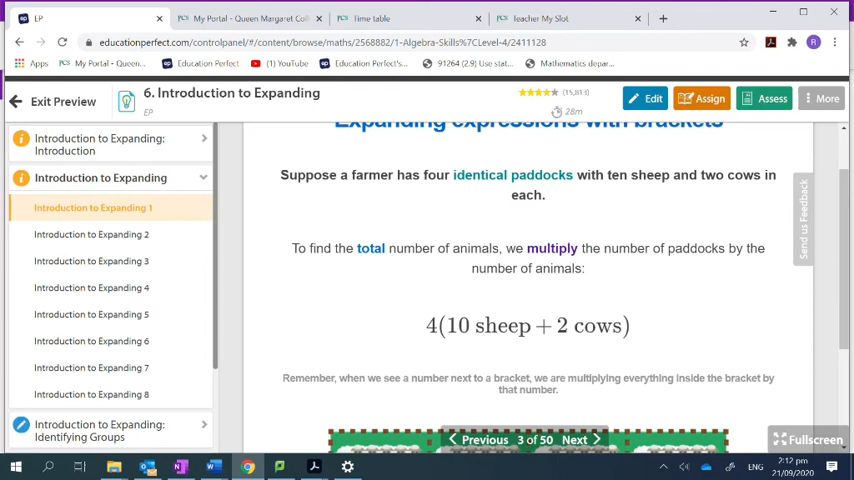 EP
My Portal - Queen Margaret Coll
Time table
Teacher My Slot
educationperfect.com/controlpanel/#/content/browse/maths/2568882/1-Algebra-Skills%7CLevel-4/2411128
Apps
My Portal - Queen...
Education Perfect
(1) YouTube
Education Perfect's...
91264 (2.9) Use stat...
Mathematics depar...
Exit Preview
6. Introduction to Expanding
EP
(15,813)
28m
Edit
Assign
Assess
More
Introduction to Expanding:
Introduction
Introduction to Expanding
Introduction to Expanding 1
Introduction to Expanding 2
Introduction to Expanding 3
Introduction to Expanding 4
Introduction to Expanding 5
Introduction to Expanding 6
Introduction to Expanding 7
Introduction to Expanding 8
Introduction to Expanding:
Identifying Groups
Expanding expressions with brackets
Suppose a farmer has four identical paddocks with ten sheep and two cows in
each.
To find the total number of animals, we multiply the number of paddocks by the
number of animals:
4(10 sheep + 2 cows)
Remember, when we see a number next to a bracket, we are multiplying everything inside the bracket by
that number.
Previous 3 of 50 Next
Send us Feedback
Fullscreen
ENG
2:12 pm
21/09/2020